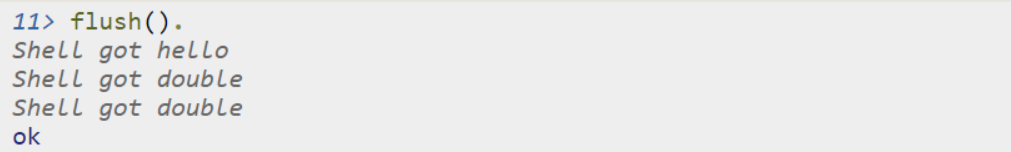 11> flush().
Shell got hello
Shell got double
Shell got double
ok